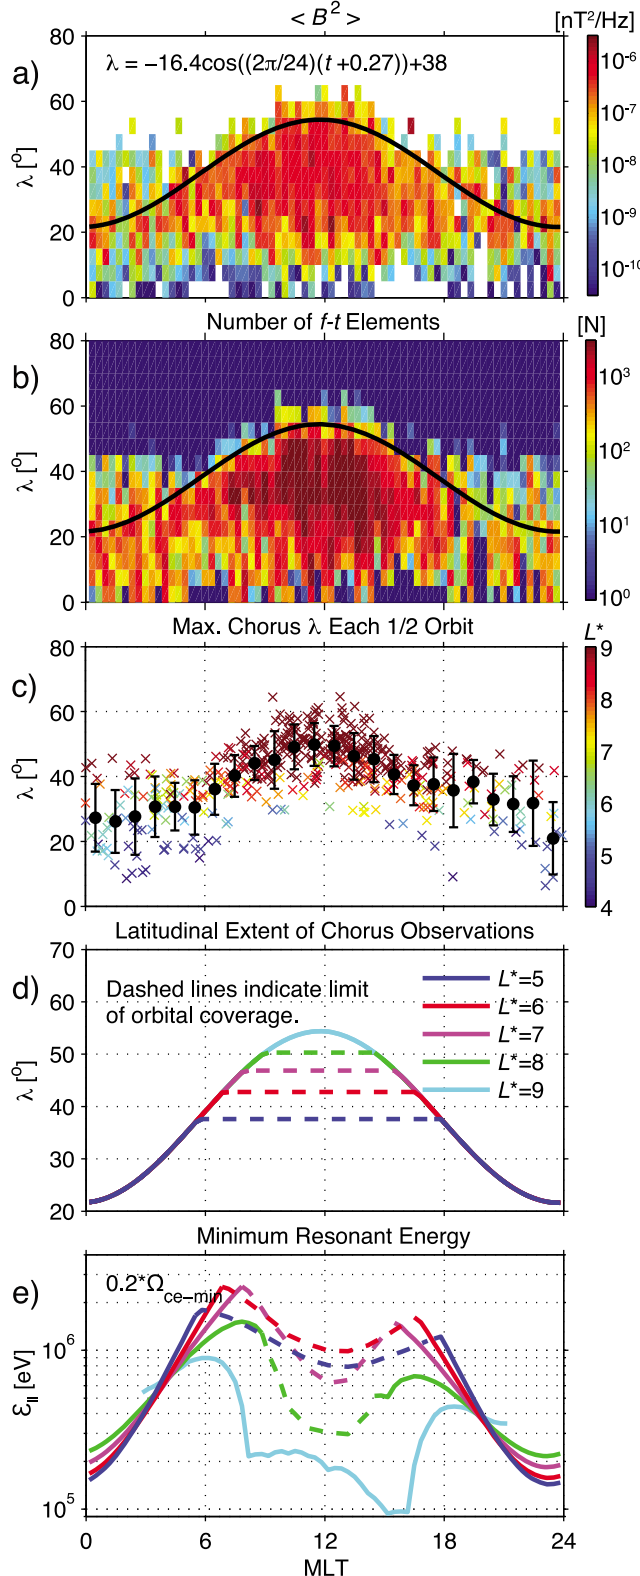 < B² >
[nT²/Hz]
a)
λ = −16.4cos((2π/24)(t+0.27))+38
80
60
40
20
0
λ [º]
10⁻⁶
10⁻⁷
10⁻⁸
10⁻⁹
10⁻¹⁰
Number of f-t Elements
[N]
b)
80
60
40
20
0
λ [º]
10³
10²
10¹
10⁰
Max. Chorus λ Each 1/2 Orbit
L*
c)
80
60
40
20
0
λ [º]
9
8
7
6
5
4
Latitudinal Extent of Chorus Observations
d)
70
60
50
40
30
20
λ [º]
Dashed lines indicate limit
of orbital coverage.
L*=5
L*=6
L*=7
L*=8
L*=9
Minimum Resonant Energy
e)
0.2*Ωce−min
10⁶
10⁵
Ɛ|| [eV]
0 6 12 18 24
MLT